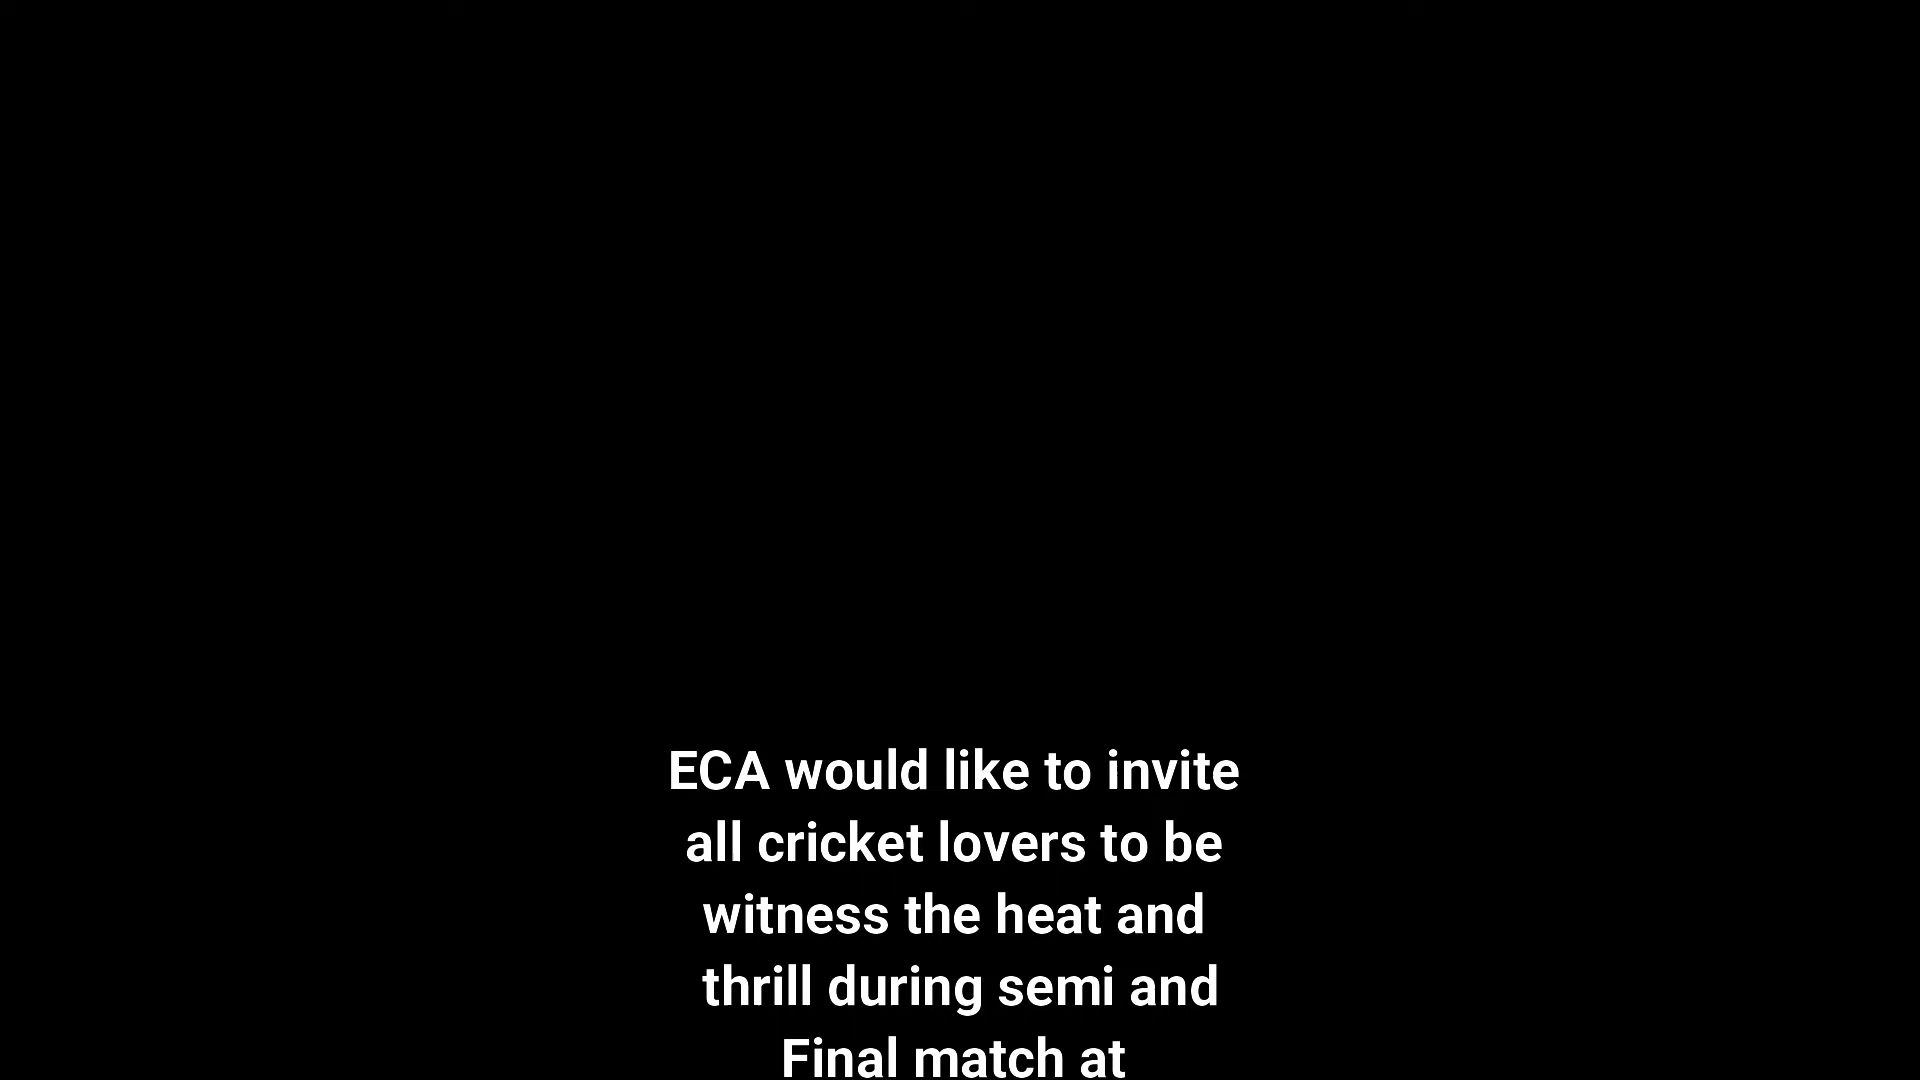 ECA would like to invite
all cricket lovers to be
witness the heat and
thrill during semi and
Final match at